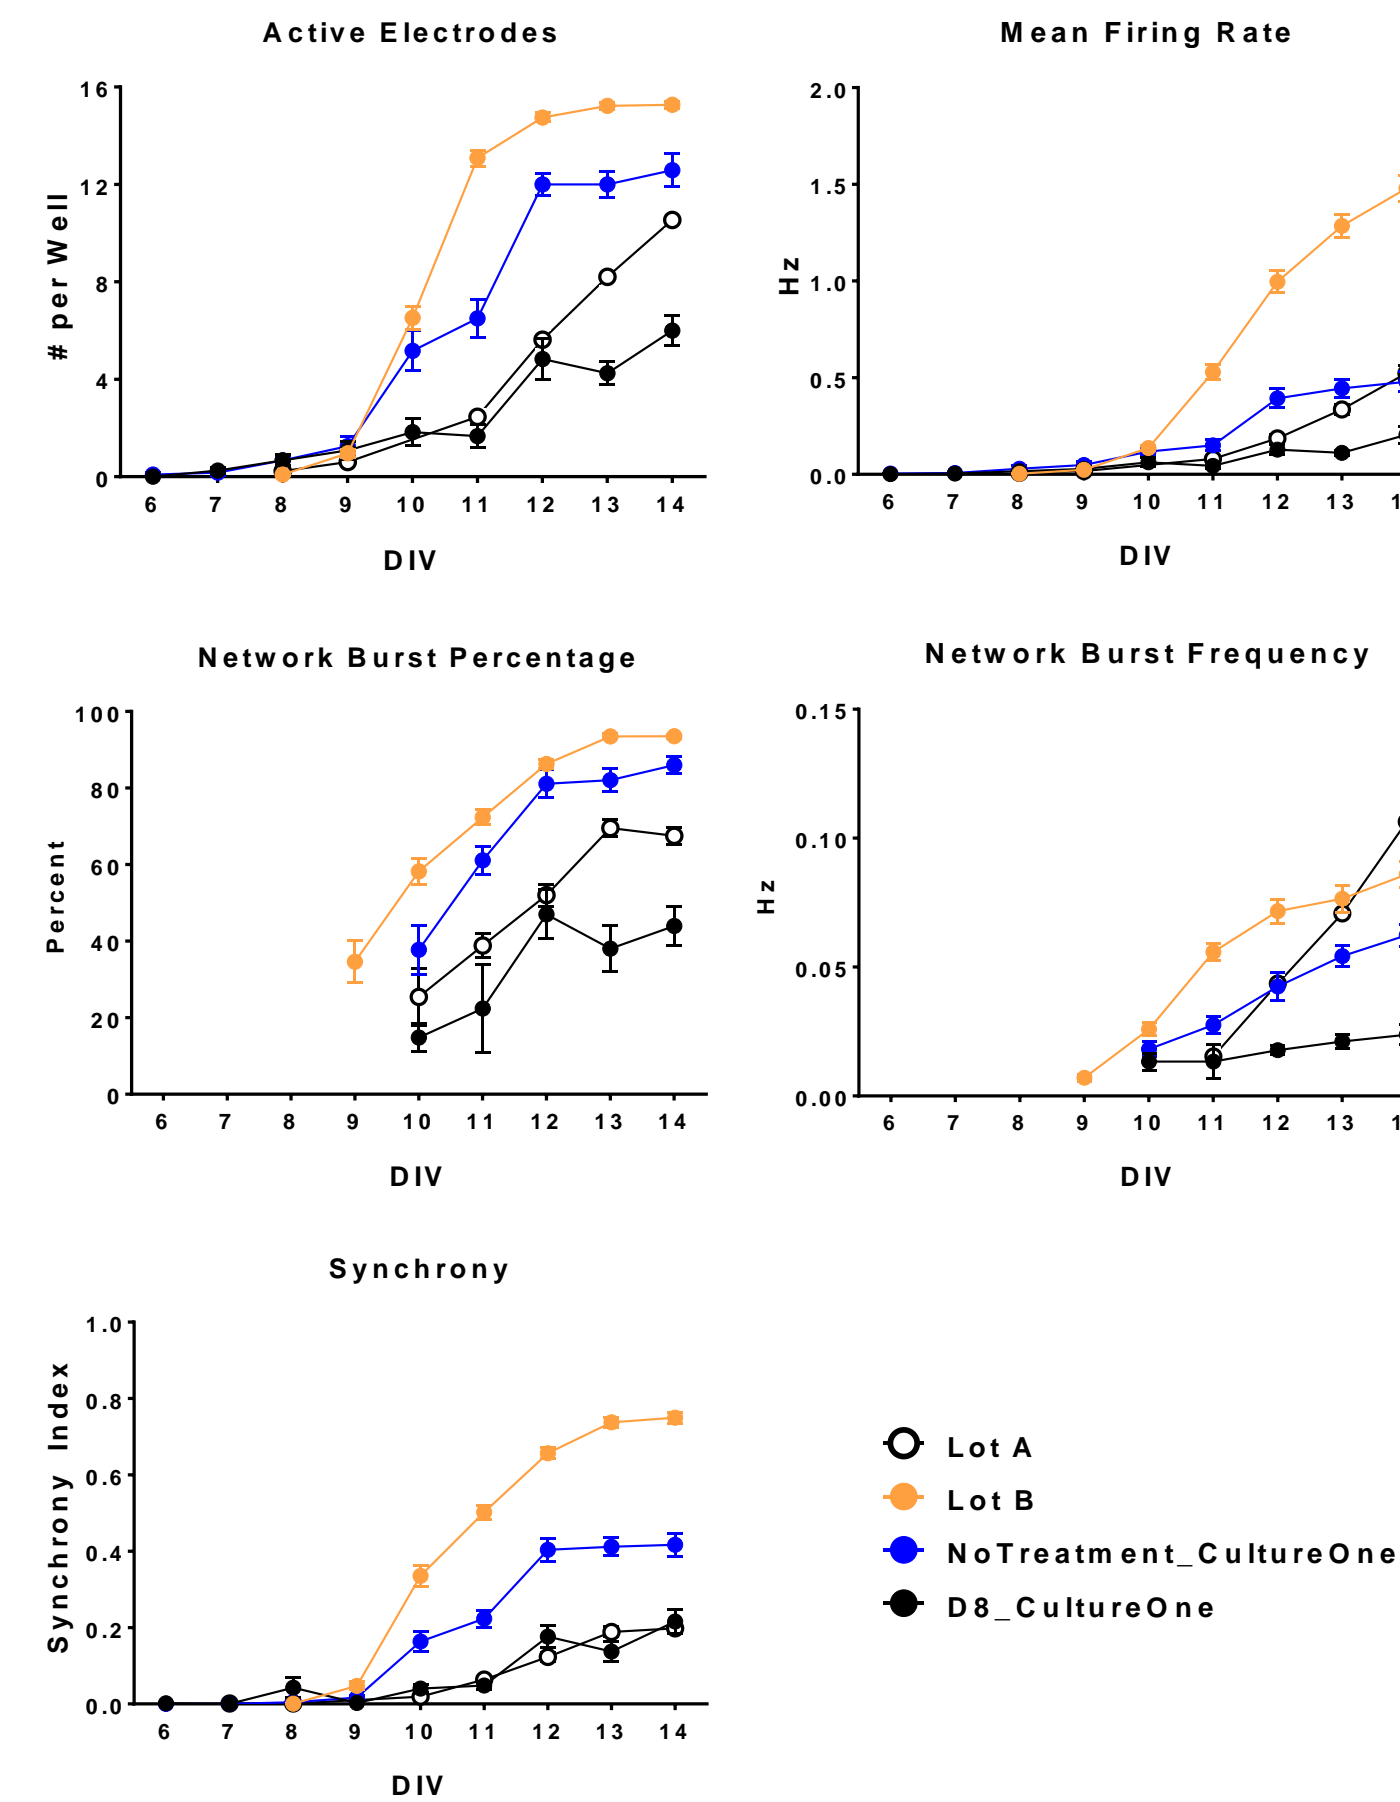 Active Electrodes
Mean Firing Rate
16
12
8
4
0
# per Well
6 7 8 9 10 11 12 13 14
DIV
2.0
1.5
1.0
0.5
0.0
Hz
6 7 8 9 10 11 12 13 1
DIV
Network Burst Percentage
Network Burst Frequency
100
80
60
40
20
0
Percent
6 7 8 9 10 11 12 13 14
DIV
0.15
0.10
0.05
0.00
Hz
6 7 8 9 10 11 12 13 1
DIV
Synchrony
1.0
0.8
0.6
0.4
0.2
0.0
Synchrony Index
6 7 8 9 10 11 12 13 14
DIV
Lot A
Lot B
NoTreatment_CultureOne
D8_CultureOne